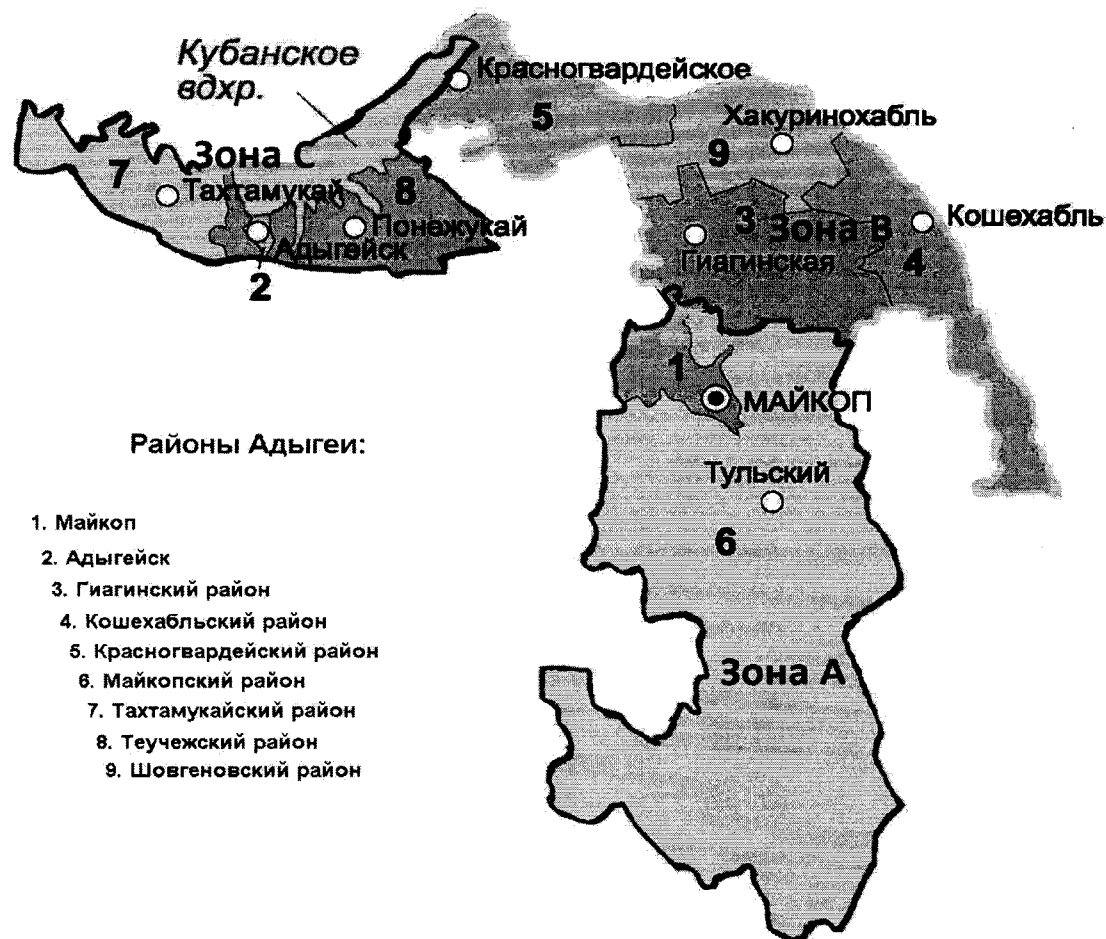 Кубанское
вдхр.
Красногвардейское
5
Хакуринохабль
9
Зона С
7
Тахтамукай
8
Понежукай
Адыгейск
2
3
Зона В
Гиагинская
Кошехабль
4
1
МАЙКОП
Тульский
6
Зона А
Районы Адыгеи:
1. Майкоп
2. Адыгейск
3. Гиагинский район
4. Кошехабльский район
5. Красногвардейский район
6. Майкопский район
7. Тахтамукайский район
8. Теучежский район
9. Шовгеновский район